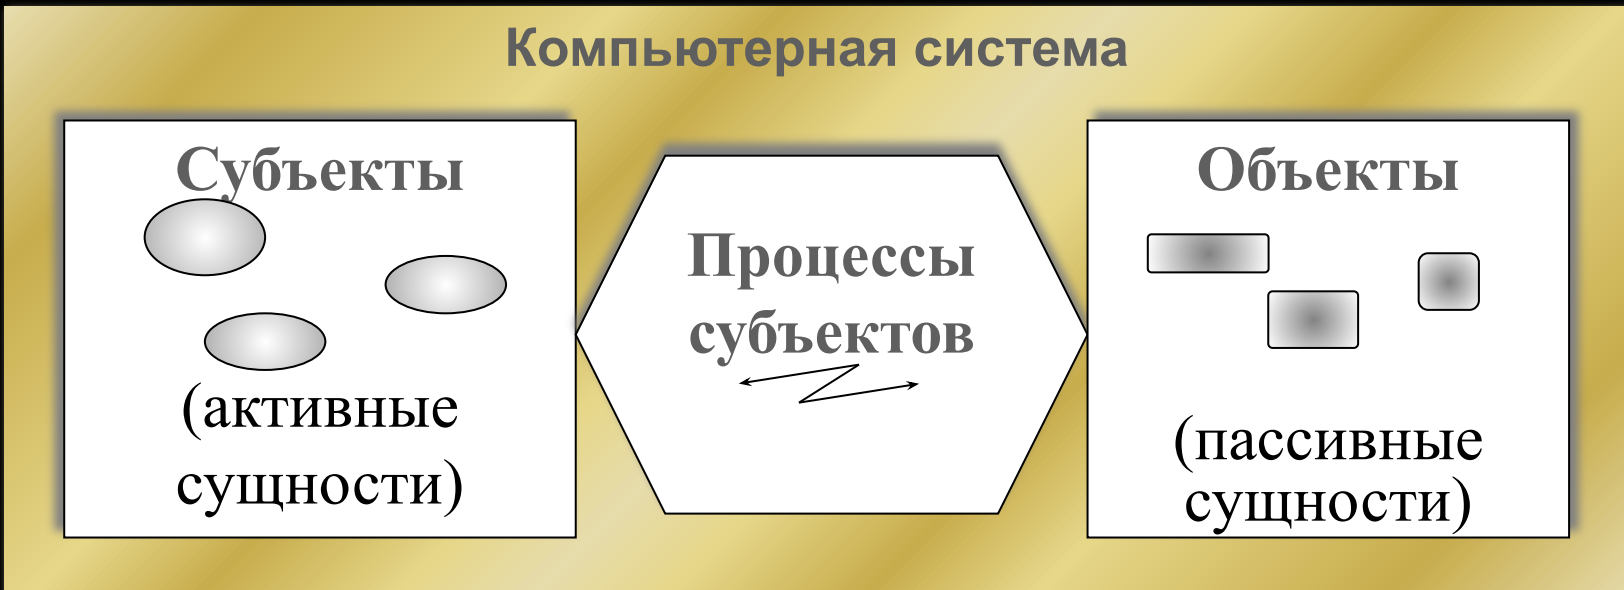 Компьютерная система
Субъекты
(активные
сущности)
Процессы
субъектов
Объекты
(пассивные
сущности)